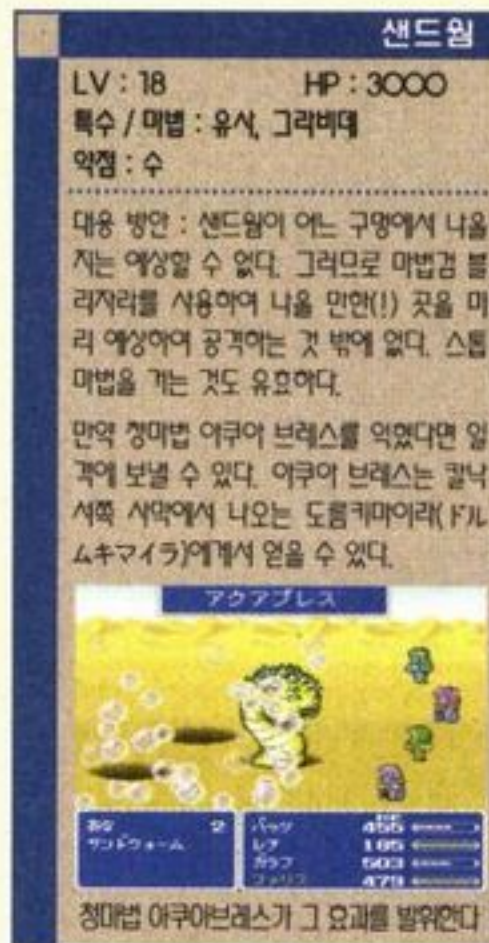 샌드웜
LV : 18 HP : 3000
특수 / 마법 : 유사, 그라비데
약점 : 수
대응 방안 : 샌드웜이 어느 구멍에서 나올
지는 예상할 수 없다. 그러므로 마법검 블
리자라를 사용하여 나올 만한(!) 곳을 미
리 예상하여 공격하는 것 밖에 없다. 스톱
마법을 거는 것도 유효하다.
만약 청마법 아쿠아 브레스를 익혔다면 일
격에 보낼 수 있다. 아쿠아 브레스는 칼낙
서쪽 사막에서 나오는 도룸키마이라(ドル
ムキマイラ)에게서 얻을 수 있다.
アクアブレス
あな 2 バッツ 455
サンドウォーム レナ 185
ガラフ 503
ファリス 479
청마법 아쿠아브레스가 그 효과를 발위한다